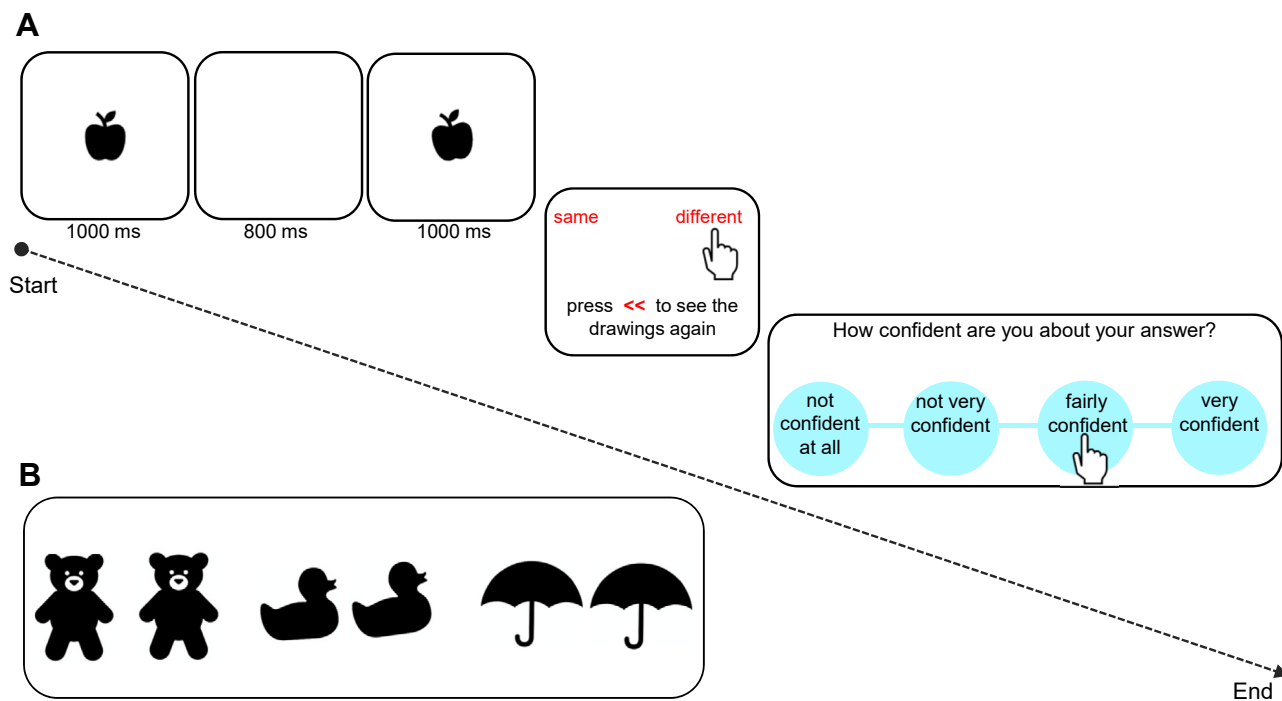 A
1000 ms
800 ms
1000 ms
Start
same different
press << to see the
drawings again
How confident are you about your answer?
not
confident
at all
not very
confident
fairly
confident
very
confident
B
End